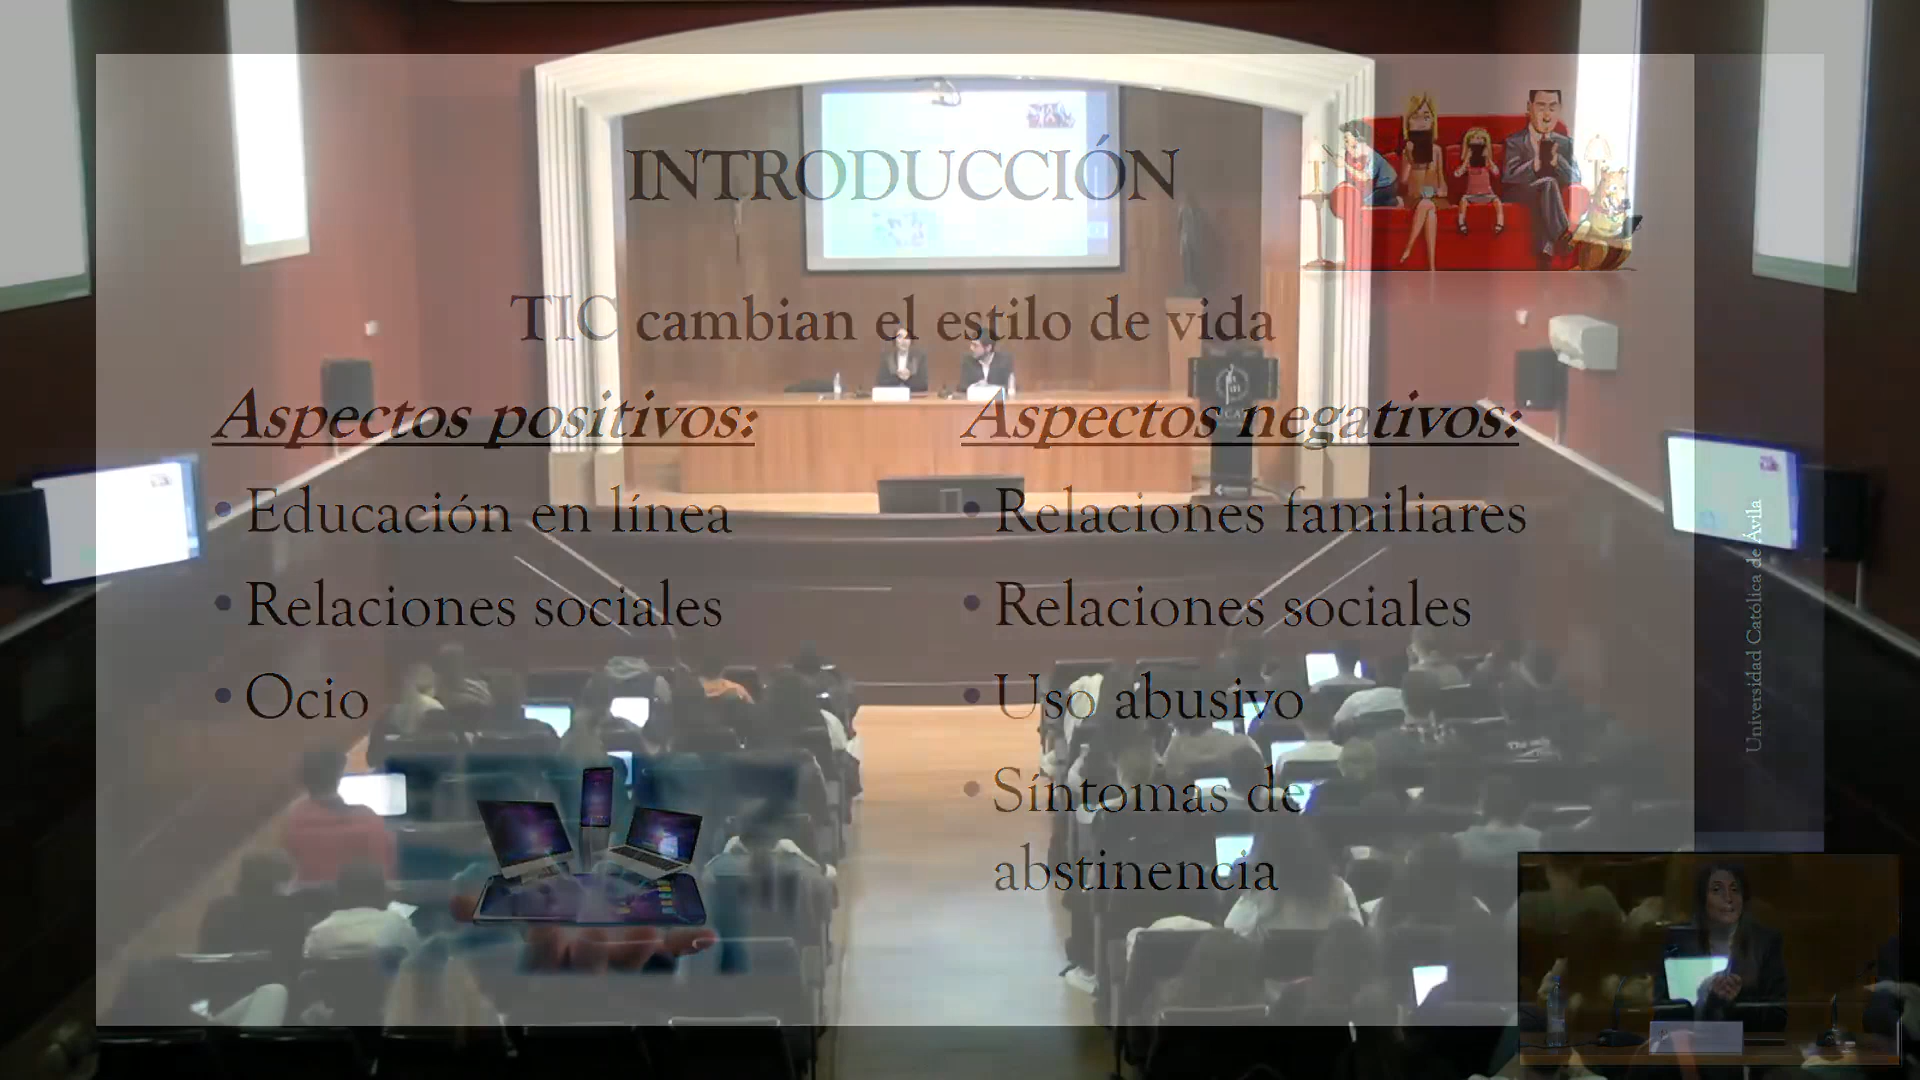 INTRODUCCIÓN
TIC cambian el estilo de vida
Aspectos positivos:
• Educación en línea
• Relaciones sociales
• Ocio
Aspectos negativos:
• Relaciones familiares
• Relaciones sociales
• Uso abusivo
• Síntomas de
abstinencia
Universidad Católica de Ávila